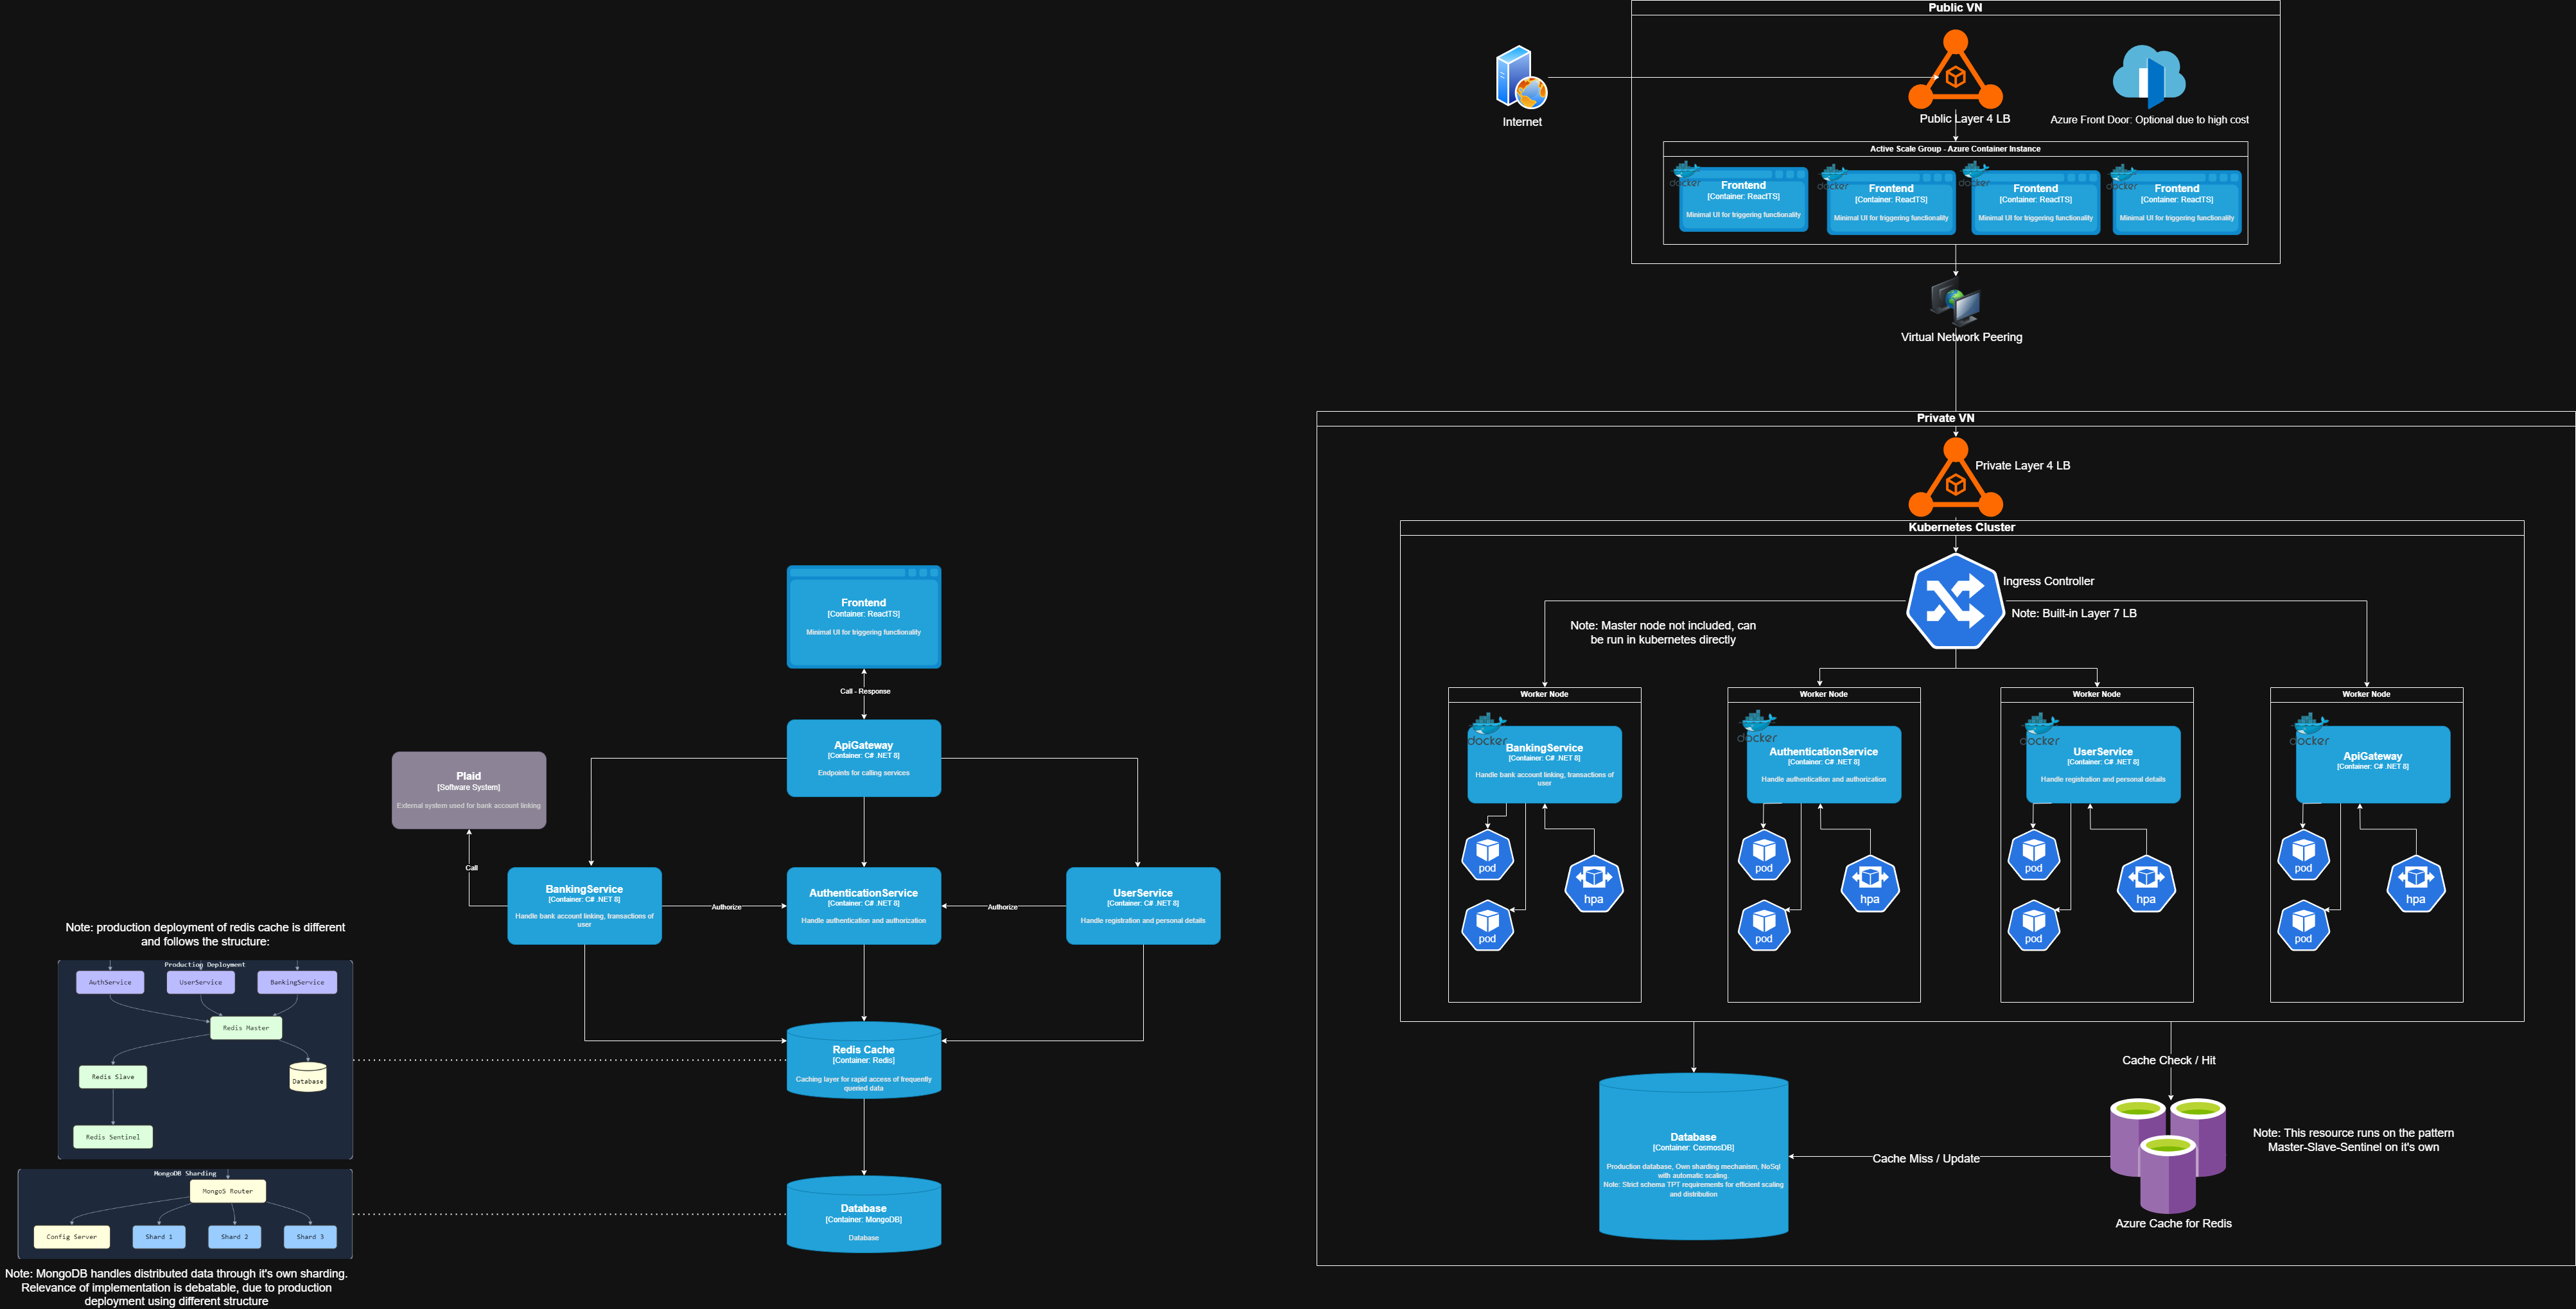 Public VN
Internet
Public Layer 4 LB
Azure Front Door: Optional due to high cost
Active Scale Group - Azure Container Instance
docker
Frontend
[Container: ReactTS]
Minimal UI for triggering functionality
docker
Frontend
[Container: ReactTS]
Minimal UI for triggering functionality
docker
Frontend
[Container: ReactTS]
Minimal UI for triggering functionality
docker
Frontend
[Container: ReactTS]
Minimal UI for triggering functionality
Virtual Network Peering
Private VN
Private Layer 4 LB
Kubernetes Cluster
Ingress Controller
Note: Built-in Layer 7 LB
Note: Master node not included, can
be run in kubernetes directly
Worker Node
docker
BankingService
[Container: C# .NET 8]
Handle bank account linking, transactions of
user
pod
hpa
pod
Worker Node
docker
AuthenticationService
[Container: C# .NET 8]
Handle authentication and authorization
pod
hpa
pod
Worker Node
docker
UserService
[Container: C# .NET 8]
Handle registration and personal details
pod
hpa
pod
Worker Node
docker
ApiGateway
[Container: C# .NET 8]
pod
hpa
pod
Cache Check / Hit
Database
[Container: CosmosDB]
Production database, Own sharding mechanism, NoSql
with automatic scaling.
Note: Strict schema TPT requirements for efficient scaling
and distribution
Cache Miss / Update
Note: This resource runs on the pattern
Master-Slave-Sentinel on it's own
Azure Cache for Redis
Frontend
[Container: ReactTS]
Minimal UI for triggering functionality
Call - Response
ApiGateway
[Container: C# .NET 8]
Endpoints for calling services
Plaid
[Software System]
External system used for bank account linking
Call
BankingService
[Container: C# .NET 8]
Handle bank account linking, transactions of
user
Authorize
AuthenticationService
[Container: C# .NET 8]
Handle authentication and authorization
Authorize
UserService
[Container: C# .NET 8]
Handle registration and personal details
Redis Cache
[Container: Redis]
Caching layer for rapid access of frequently
queried data
Database
[Container: MongoDB]
Database
Note: production deployment of redis cache is different
and follows the structure:
Production Deployment
AuthService
UserService
BankingService
Redis Master
Redis Slave
Database
Redis Sentinel
MongoDB Sharding
MongoS Router
Config Server
Shard 1
Shard 2
Shard 3
Note: MongoDB handles distributed data through it's own sharding.
Relevance of implementation is debatable, due to production
deployment using different structure